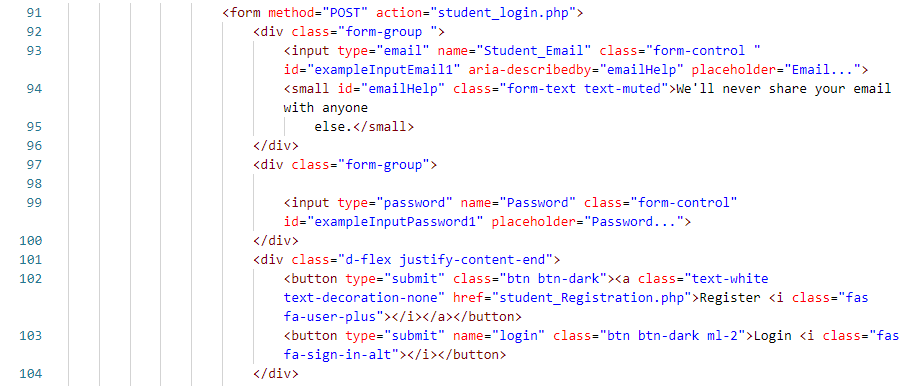 91 <form method="POST" action="student_login.php">
92 <div class="form-group ">
93 <input type="email" name="Student_Email" class="form-control "
id="exampleInputEmail1" aria-describedby="emailHelp" placeholder="Email...">
94 <small id="emailHelp" class="form-text text-muted">We'll never share your email
with anyone
95 else.</small>
96 </div>
97 <div class="form-group">
98
99 <input type="password" name="Password" class="form-control"
id="exampleInputPassword1" placeholder="Password...">
100 </div>
101 <div class="d-flex justify-content-end">
102 <button type="submit" class="btn btn-dark"><a class="text-white
text-decoration-none" href="student_Registration.php">Register <i class="fas
fa-user-plus"></i></a></button>
103 <button type="submit" name="login" class="btn btn-dark ml-2">Login <i class="fas
fa-sign-in-alt"></i></button>
104 </div>